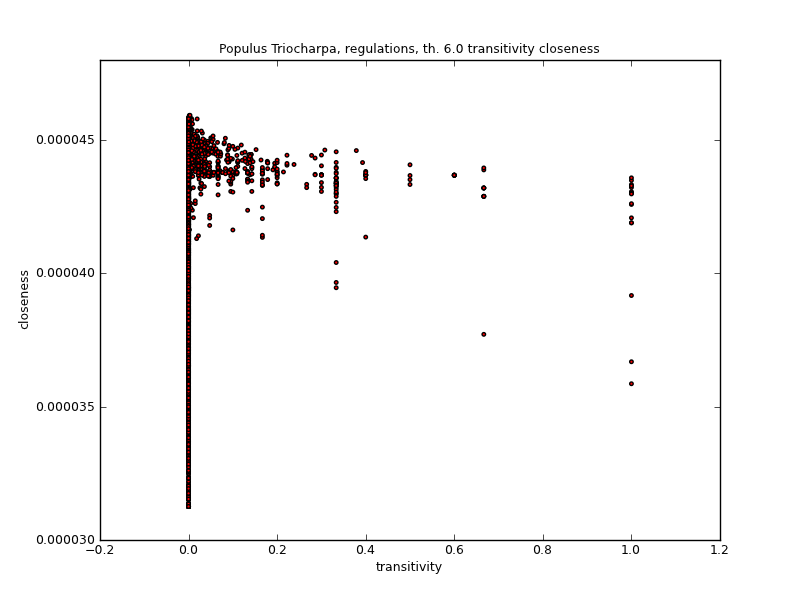 Populus Triocharpa, regulations, th. 6.0 transitivity closeness
0.000045
0.000040
closeness
0.000035
0.000030
−0.2 0.0 0.2 0.4 0.6 0.8 1.0 1.2
transitivity